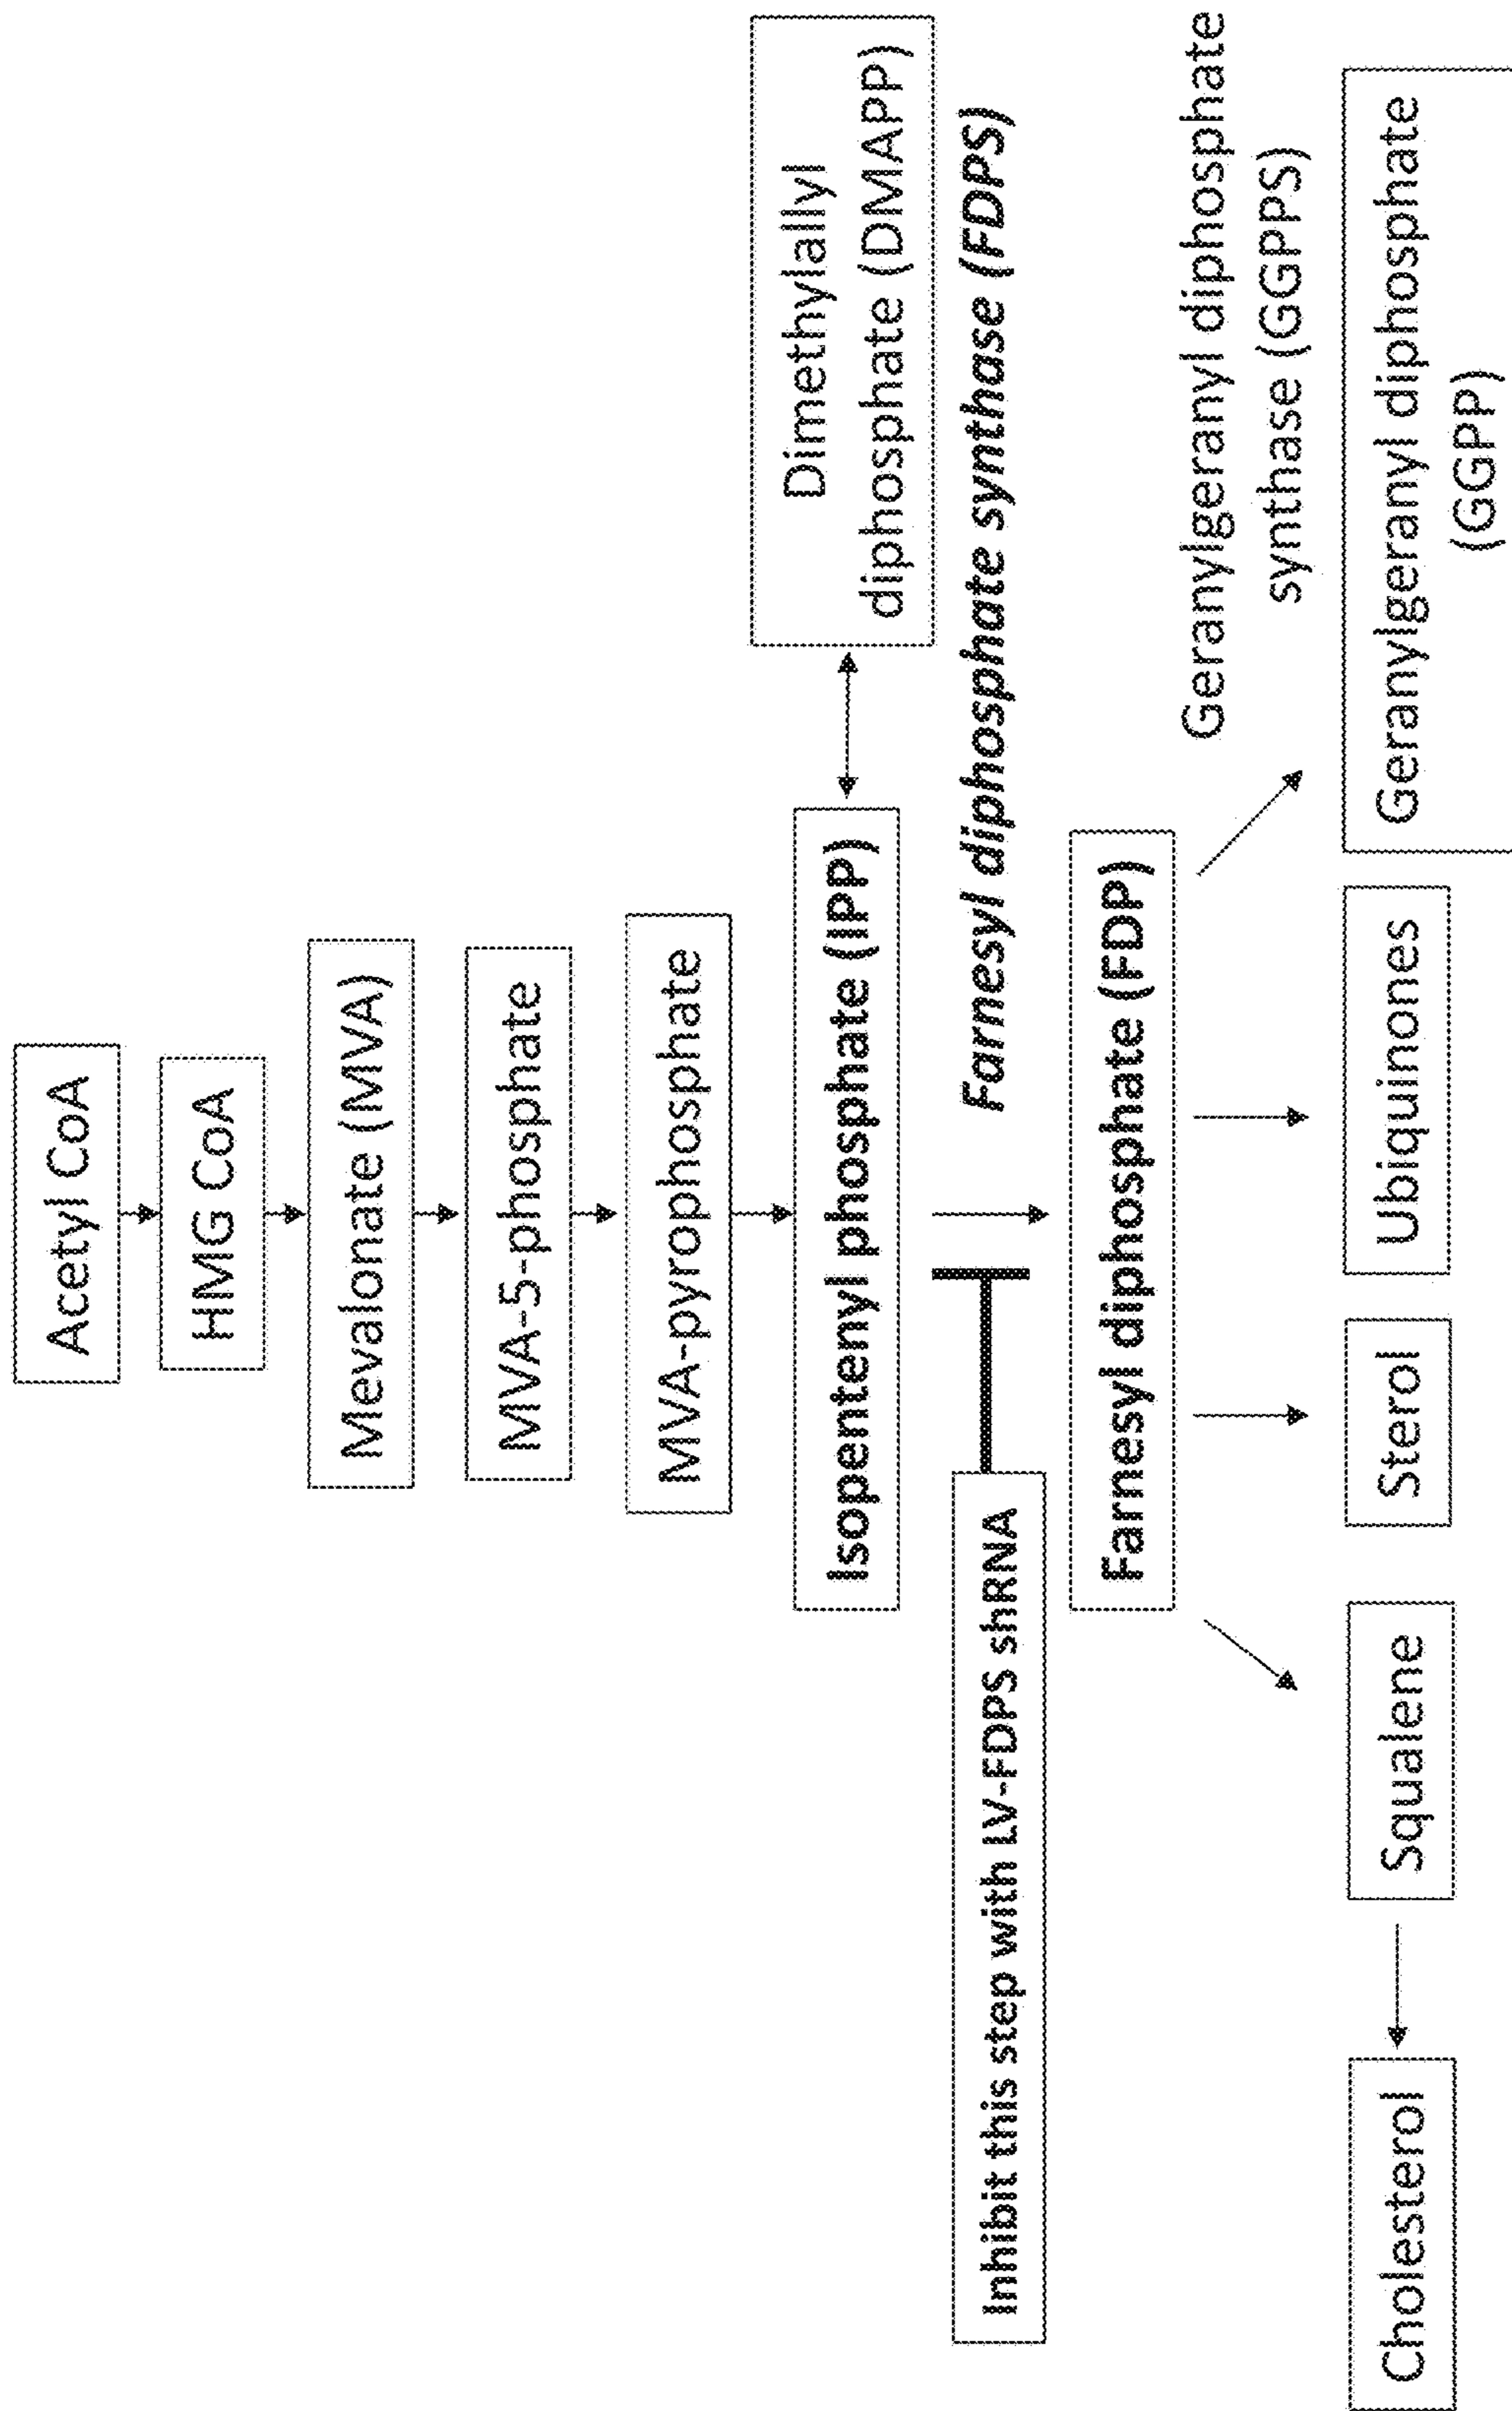 Acetyl CoA
HMG CoA
Mevalonate (MVA)
MVA-5-phosphate
MVA-pyrophosphate
Isopentenyl phosphate (IPP)
Dimethylallyl
diphosphate (DMAPP)
Inhibit this step with LV-FDPS shRNA
Farnesyl diphosphate synthase (FDPS)
Farnesyl diphosphate (FDP)
Geranylgeranyl diphosphate
synthase (GGPPS)
Cholesterol
Squalene
Sterol
Ubiquinones
Geranylgeranyl diphosphate
(GGPP)